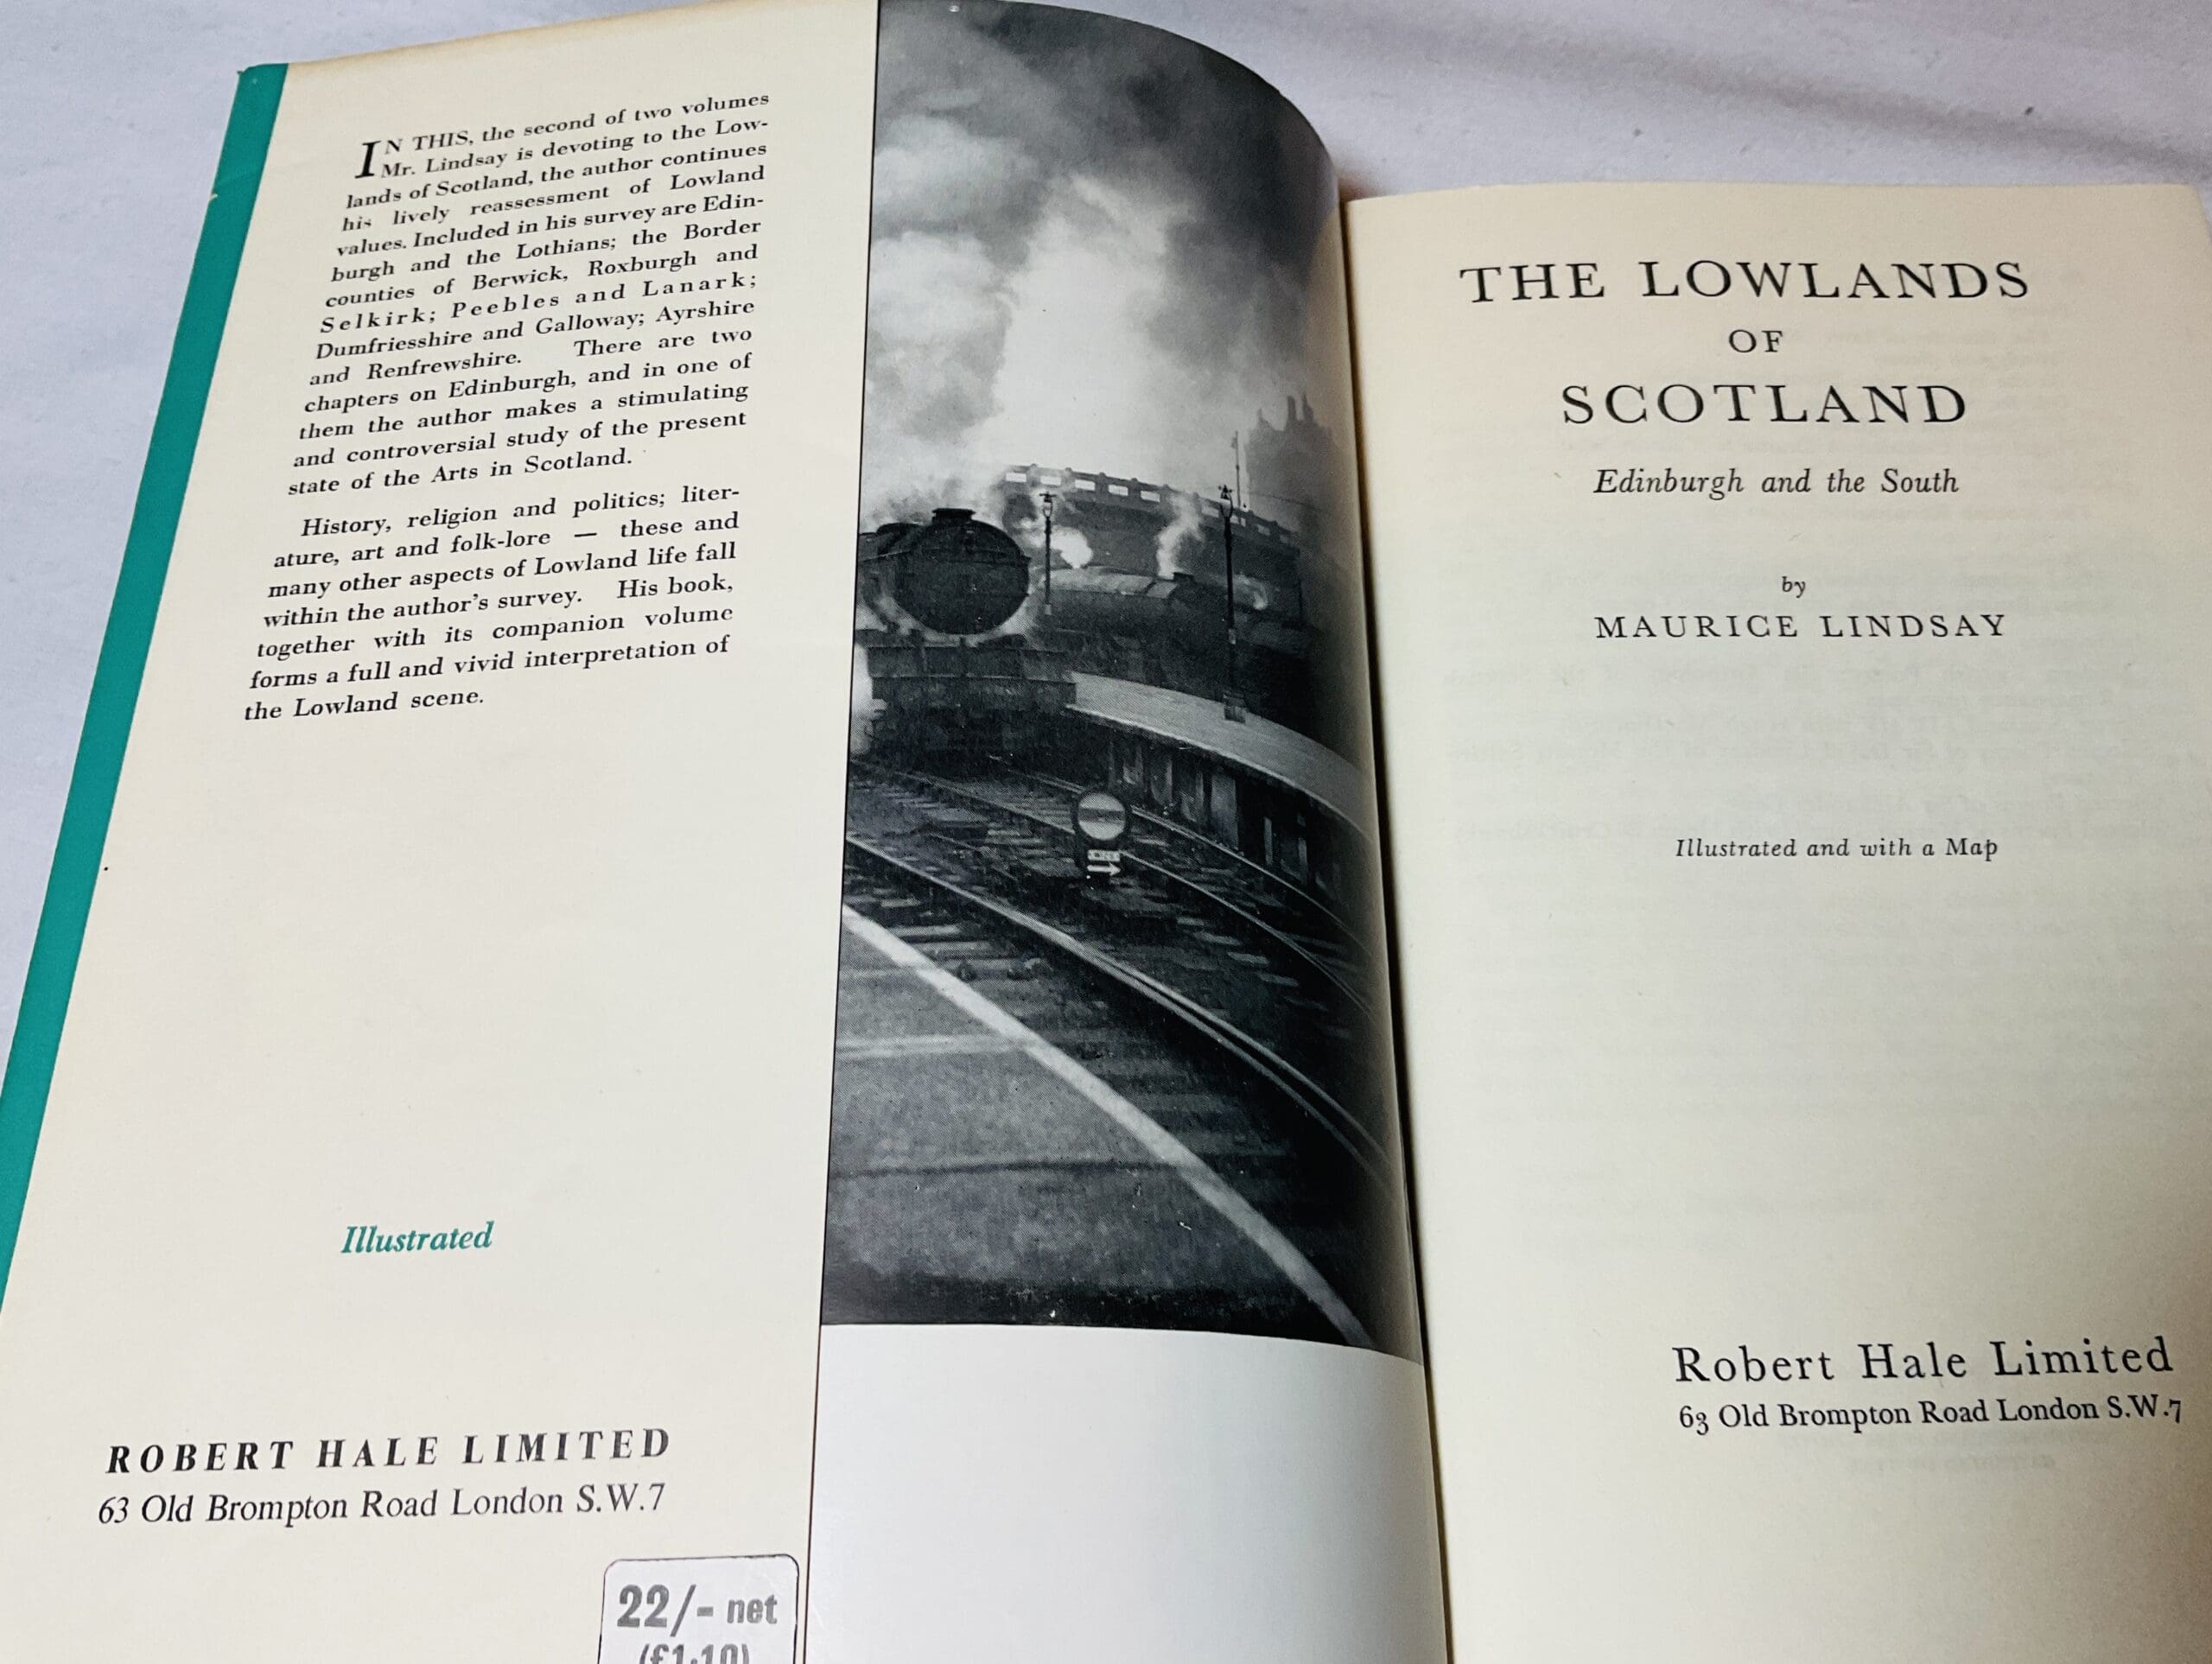 IN THIS, the second of two volumes
Mr. Lindsay is devoting to the Low-
lands of Scotland, the author continues
his lively reassessment of Lowland
values. Included in his survey are Edin-
burgh and the Lothians; the Border
counties of Berwick, Roxburgh and
Selkirk; Peebles and Lanark;
Dumfriesshire and Galloway; Ayrshire
and Renfrewshire. There are two
chapters on Edinburgh, and in one of
them the author makes a stimulating
and controversial study of the present
state of the Arts in Scotland.
History, religion and politics; liter-
ature, art and folk-lore — these and
many other aspects of Lowland life fall
within the author's survey. His book,
together with its companion volume
forms a full and vivid interpretation of
the Lowland scene.
Illustrated
ROBERT HALE LIMITED
63 Old Brompton Road London S.W.7
22/- net
(£1·10)
THE LOWLANDS
OF
SCOTLAND
Edinburgh and the South
by
MAURICE LINDSAY
Illustrated and with a Map
Robert Hale Limited
63 Old Brompton Road London S.W.7